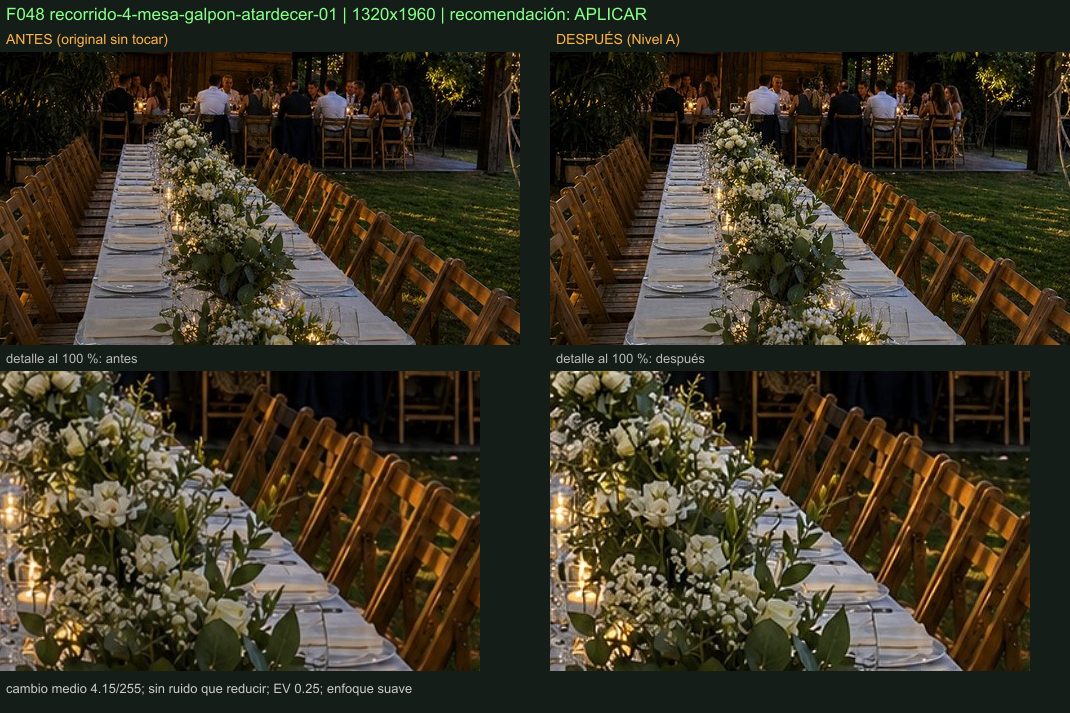 F048 recorrido-4-mesa-galpon-atardecer-01 | 1320x1960 | recomendación: APLICAR
ANTES (original sin tocar)
DESPUÉS (Nivel A)
detalle al 100 %: antes
detalle al 100 %: después
cambio medio 4.15/255; sin ruido que reducir; EV 0.25; enfoque suave